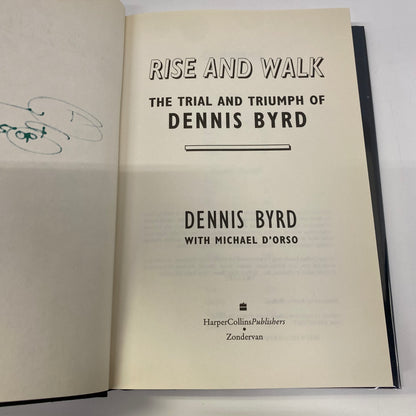 RISE AND WALK
THE TRIAL AND TRIUMPH OF
DENNIS BYRD
DENNIS BYRD
WITH MICHAEL D'ORSO
HarperCollinsPublishers
Zondervan